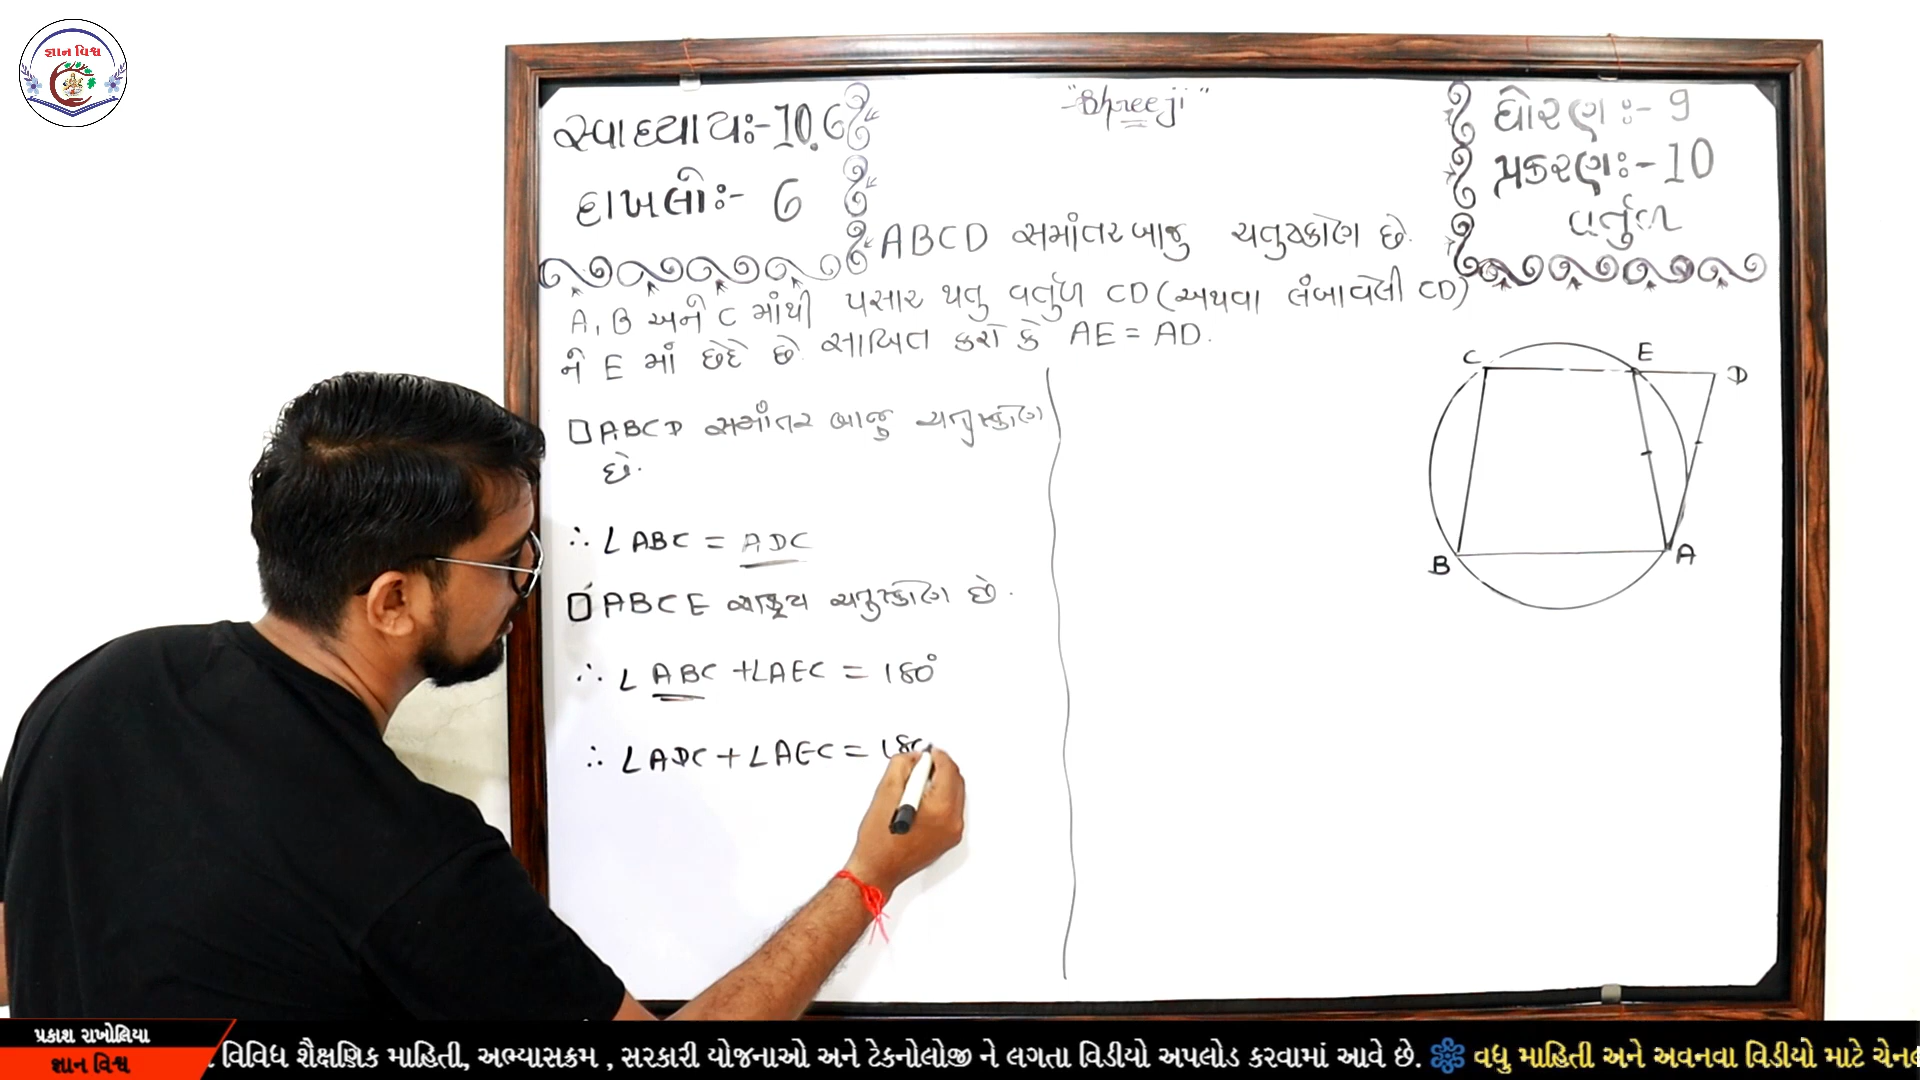 જ્ઞાન વિશ્વ
સ્વાધ્યાયઃ-10.6
દાખલોઃ- 6
"Shreeji"
ધોરણઃ- 9
પ્રકરણઃ-10
વર્તુળ
ABCD સમાંતરબાજુ ચતુષ્કોણ છે.
A, B અને C માંથી પસાર થતુ વર્તુળ CD (અથવા લંબાવેલી CD)
ને E માં છેદે છે. સાબિત કરો કે AE = AD.
□ABCD સમાંતર બાજુ ચતુષ્કોણ
છે.
∴ ∠ABC = ADC
□ABCE ચક્રિય ચતુષ્કોણ છે.
∴ ∠ABC +∠AEC = 180°
∴ ∠ADC + ∠AEC = 180
C E D
B A
પ્રકાશ રાખોલિયા
જ્ઞાન વિશ્વ
વિવિધ શૈક્ષણિક માહિતી, અભ્યાસક્રમ , સરકારી યોજનાઓ અને ટેકનોલોજી ને લગતા વિડીયો અપલોડ કરવામાં આવે છે. વધુ માહિતી અને અવનવા વિડીયો માટે ચેનલ